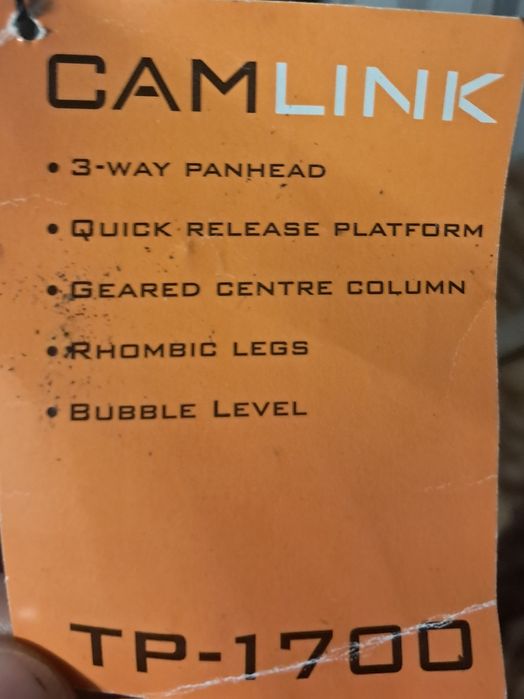 CAMLINK
• 3-WAY PANHEAD
• QUICK RELEASE PLATFORM
• GEARED CENTRE COLUMN
• RHOMBIC LEGS
• BUBBLE LEVEL
TP-1700